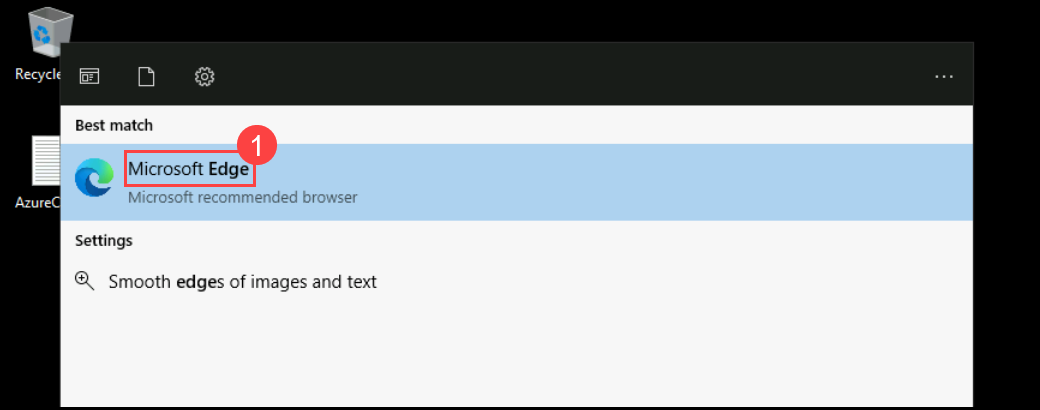 Recycle
Best match
1
Microsoft Edge
Microsoft recommended browser
AzureC
Settings
Smooth edges of images and text